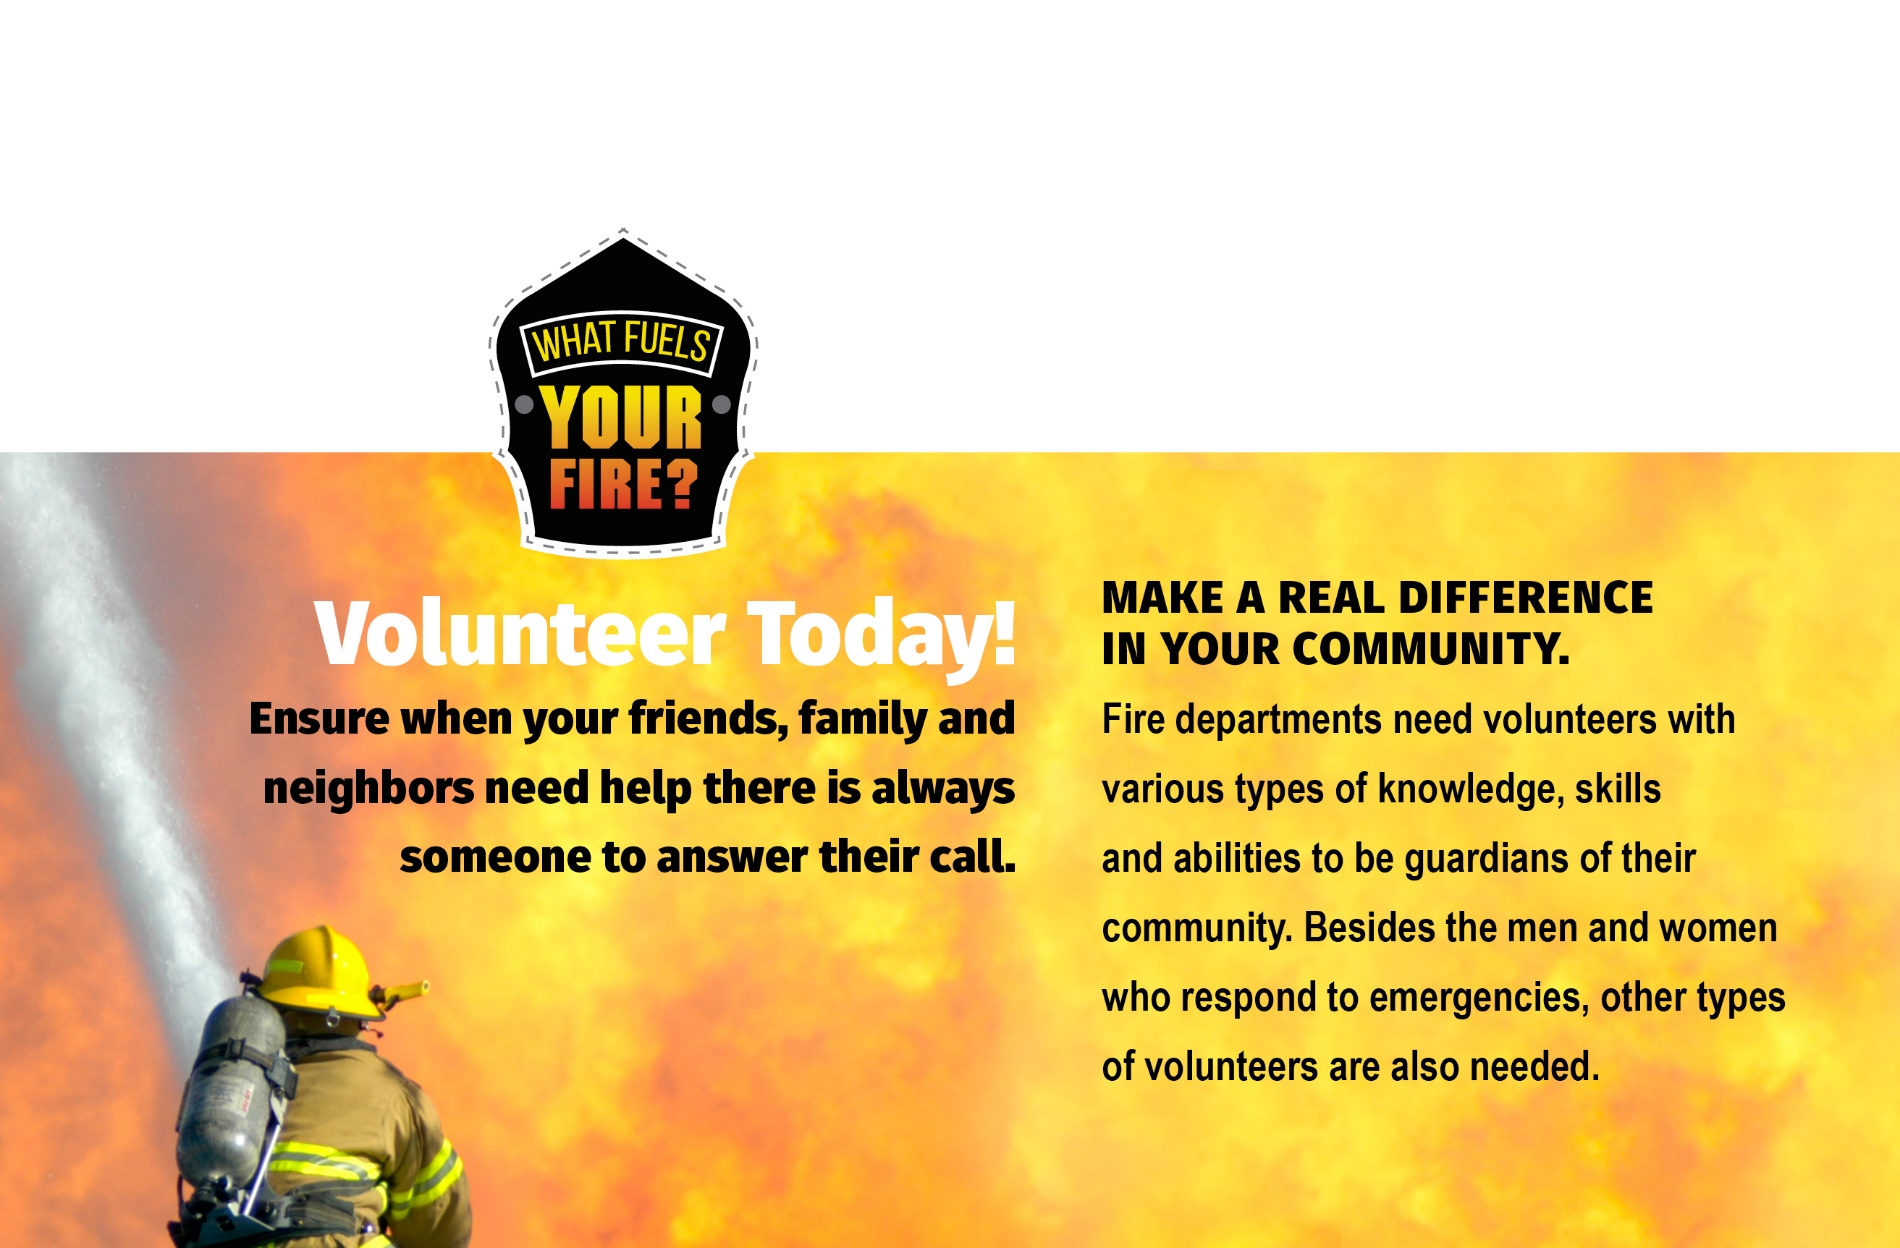 WHAT FUELS
YOUR
FIRE?
Volunteer Today!
Ensure when your friends, family and
neighbors need help there is always
someone to answer their call.
MAKE A REAL DIFFERENCE
IN YOUR COMMUNITY.
Fire departments need volunteers with
various types of knowledge, skills
and abilities to be guardians of their
community. Besides the men and women
who respond to emergencies, other types
of volunteers are also needed.